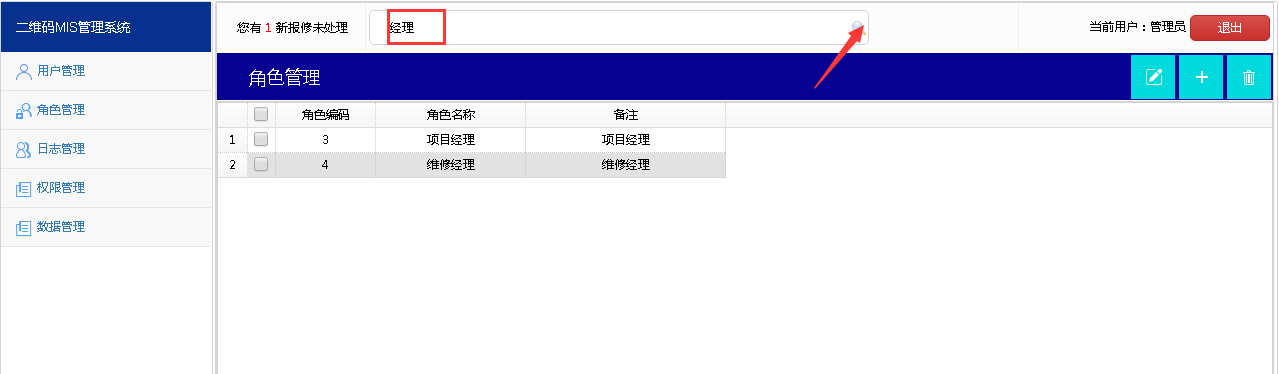 二维码MIS管理系统
您有 1 新报修未处理
经理
当前用户：管理员
退出
用户管理
角色管理
日志管理
权限管理
数据管理
角色管理
角色编码 角色名称 备注
1 3 项目经理 项目经理
2 4 维修经理 维修经理